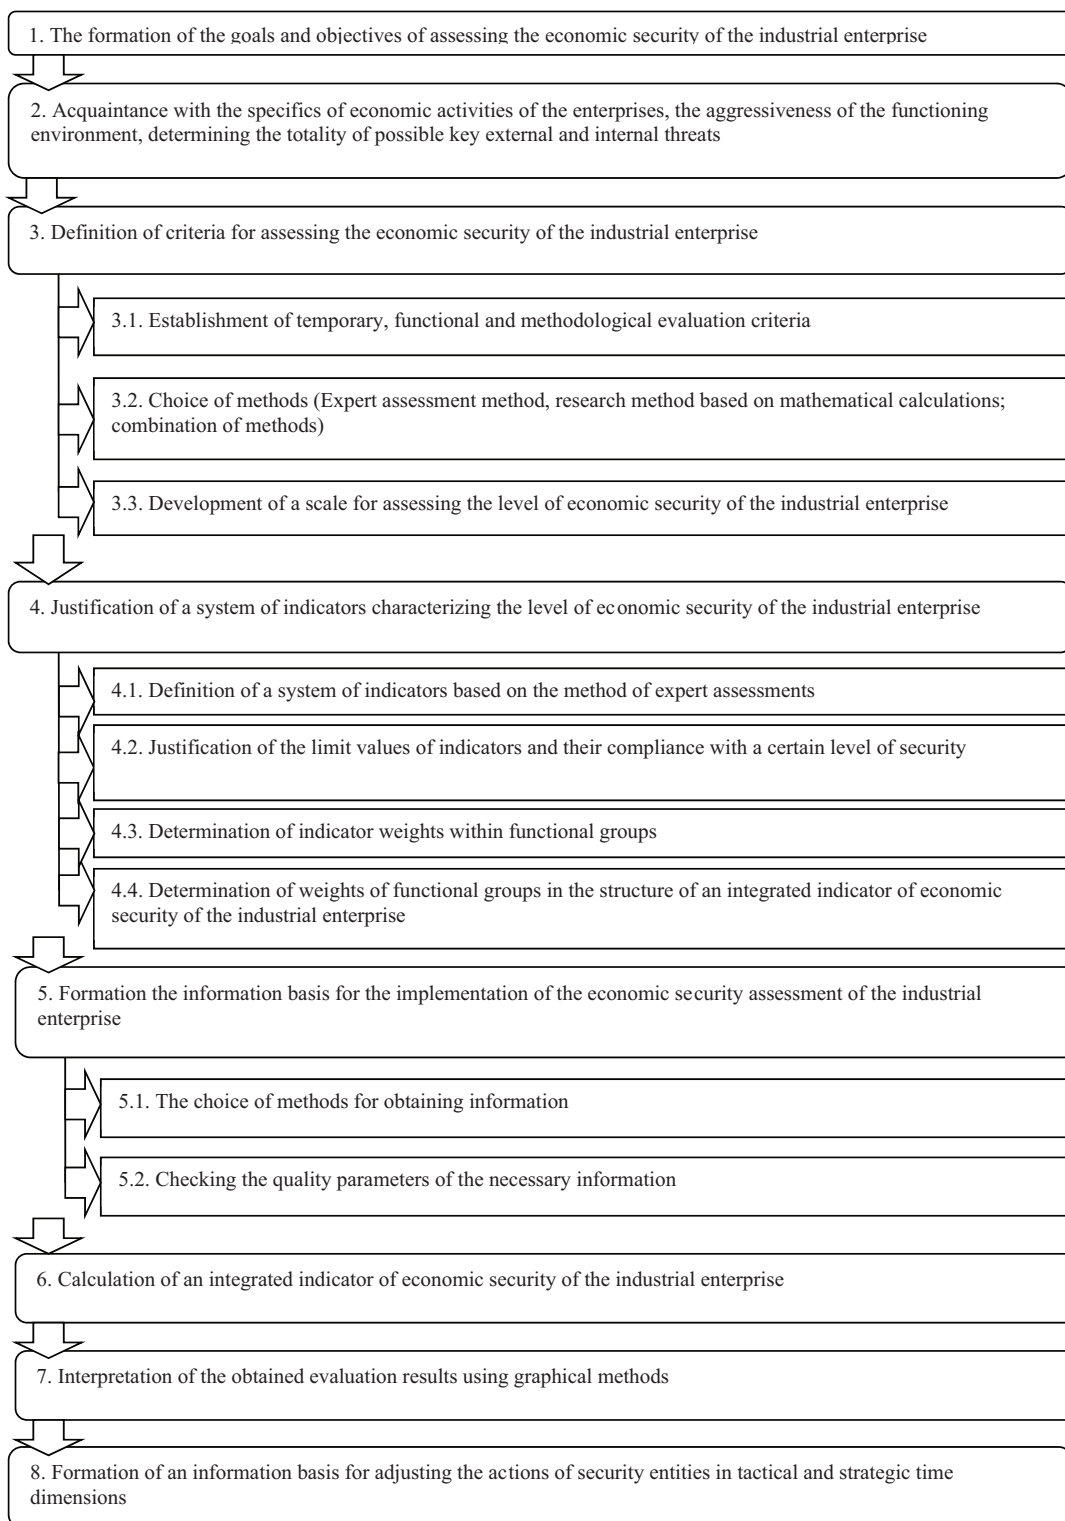 1. The formation of the goals and objectives of assessing the economic security of the industrial enterprise
2. Acquaintance with the specifics of economic activities of the enterprises, the aggressiveness of the functioning
environment, determining the totality of possible key external and internal threats
3. Definition of criteria for assessing the economic security of the industrial enterprise
3.1. Establishment of temporary, functional and methodological evaluation criteria
3.2. Choice of methods (Expert assessment method, research method based on mathematical calculations;
combination of methods)
3.3. Development of a scale for assessing the level of economic security of the industrial enterprise
4. Justification of a system of indicators characterizing the level of economic security of the industrial enterprise
4.1. Definition of a system of indicators based on the method of expert assessments
4.2. Justification of the limit values of indicators and their compliance with a certain level of security
4.3. Determination of indicator weights within functional groups
4.4. Determination of weights of functional groups in the structure of an integrated indicator of economic
security of the industrial enterprise
5. Formation the information basis for the implementation of the economic security assessment of the industrial
enterprise
5.1. The choice of methods for obtaining information
5.2. Checking the quality parameters of the necessary information
6. Calculation of an integrated indicator of economic security of the industrial enterprise
7. Interpretation of the obtained evaluation results using graphical methods
8. Formation of an information basis for adjusting the actions of security entities in tactical and strategic time
dimensions